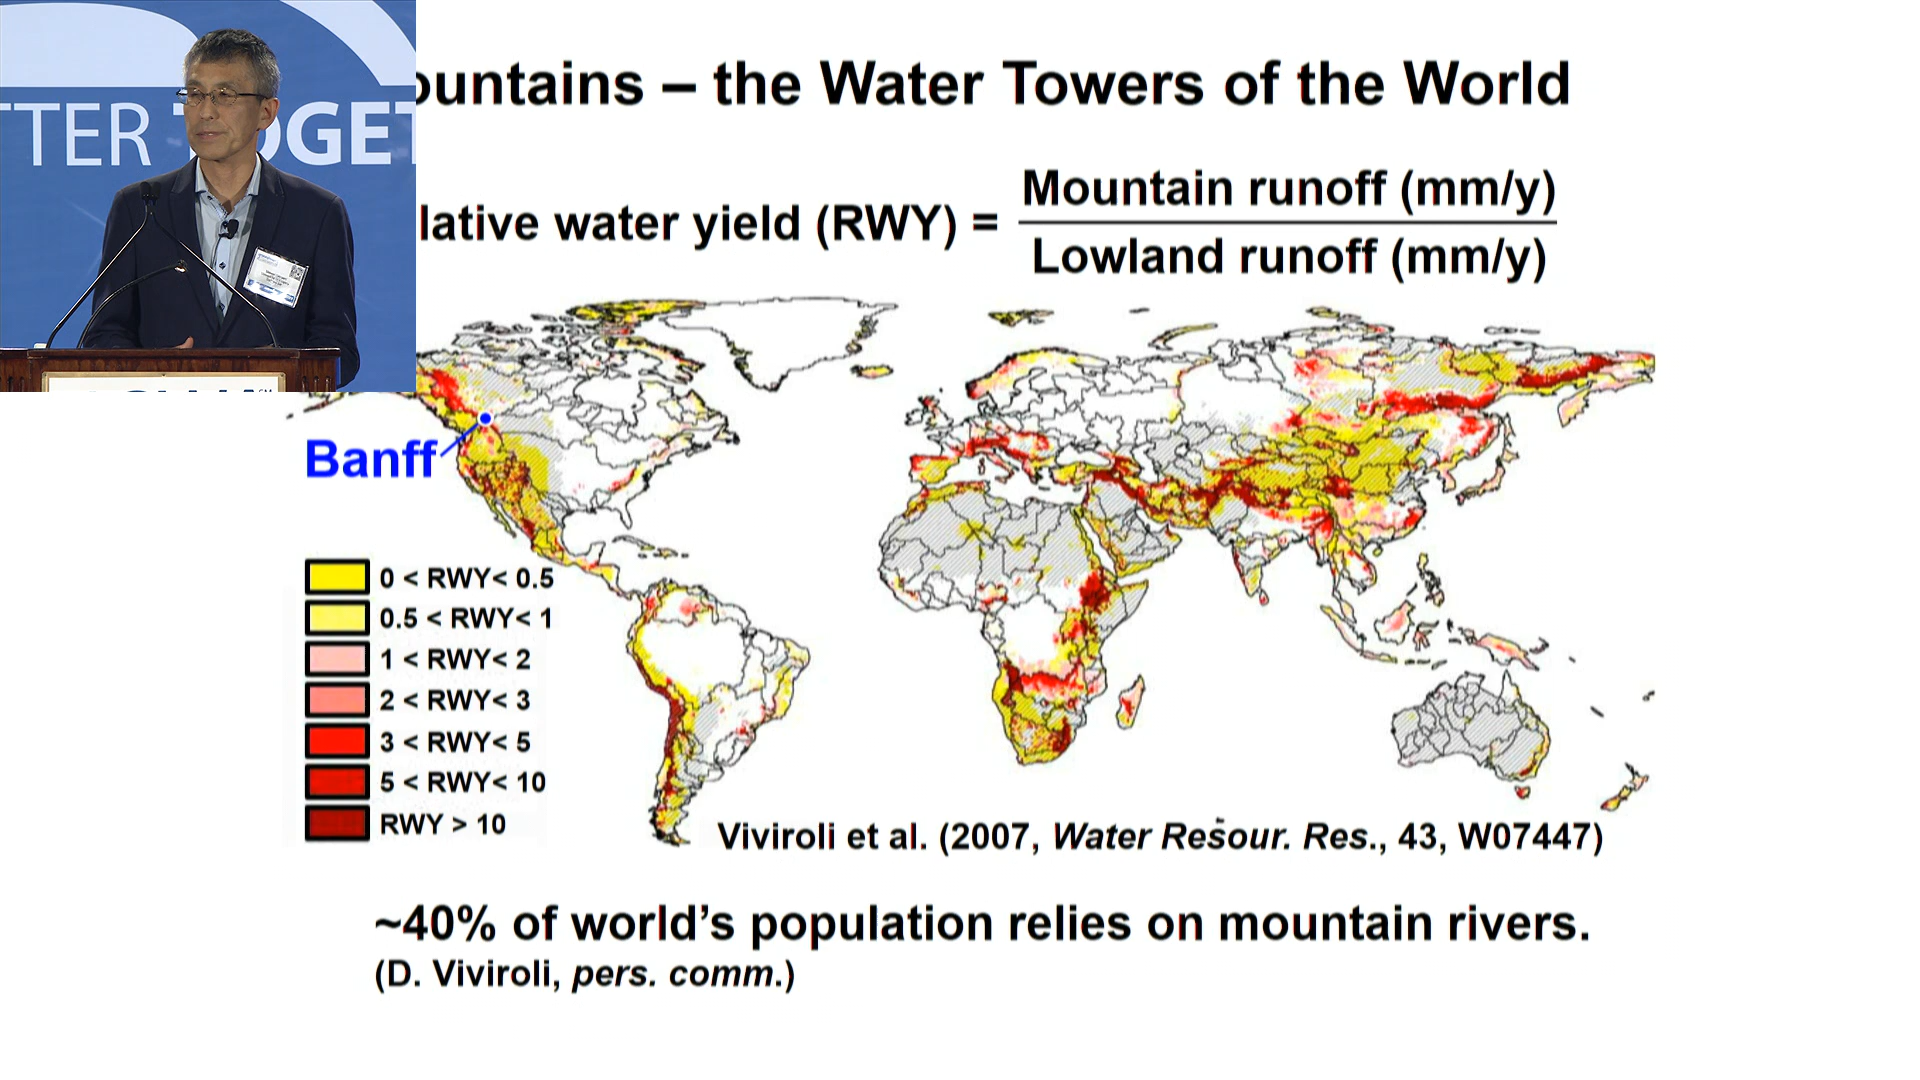 TTER TOGET
ountains – the Water Towers of the World
lative water yield (RWY) =
Mountain runoff (mm/y)
Lowland runoff (mm/y)
Banff
0 < RWY< 0.5
0.5 < RWY< 1
1 < RWY< 2
2 < RWY< 3
3 < RWY< 5
5 < RWY< 10
RWY > 10
Viviroli et al. (2007, Water Resour. Res., 43, W07447)
~40% of world's population relies on mountain rivers.
(D. Viviroli, pers. comm.)